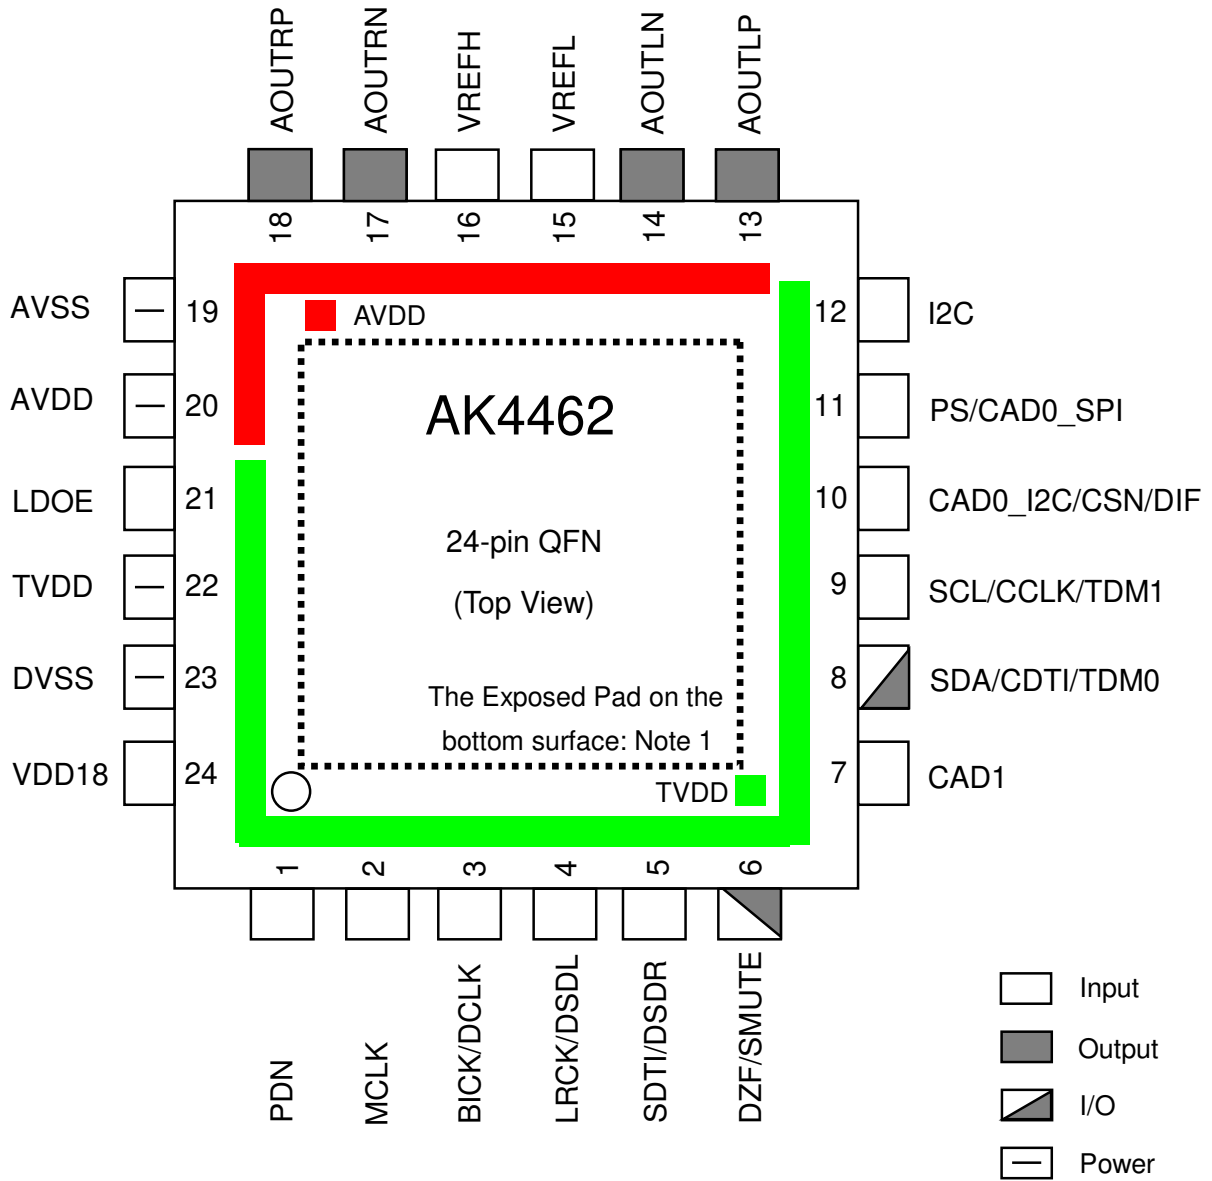 AOUTRP
AOUTRN
VREFH
VREFL
AOUTLN
AOUTLP
18
17
16
15
14
13
AVSS
19
AVDD
12
I2C
AVDD
20
AK4462
11
PS/CAD0_SPI
LDOE
21
10
CAD0_I2C/CSN/DIF
24-pin QFN
TVDD
22
9
SCL/CCLK/TDM1
(Top View)
DVSS
23
8
SDA/CDTI/TDM0
The Exposed Pad on the
bottom surface: Note 1
VDD18
24
TVDD
7
CAD1
1
2
3
4
5
6
PDN
MCLK
BICK/DCLK
LRCK/DSDL
SDTI/DSDR
DZF/SMUTE
Input
Output
I/O
Power